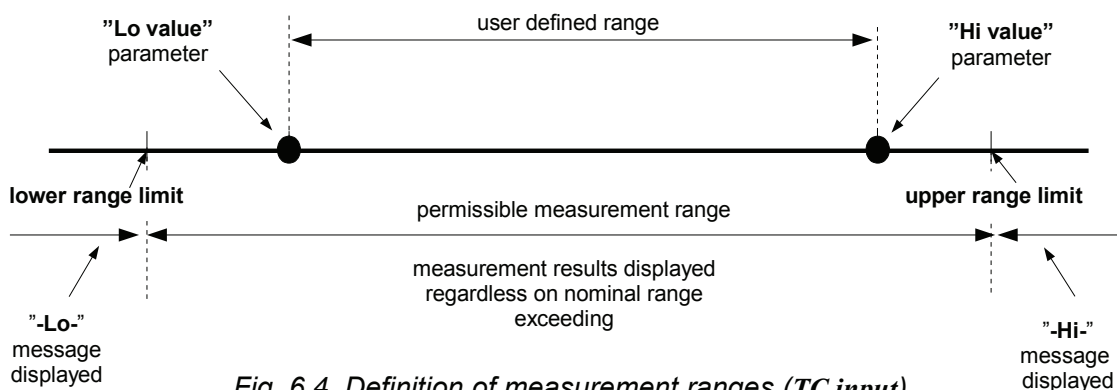 ”Lo value”
parameter
user defined range
”Hi value”
parameter
lower range limit
upper range limit
permissible measurement range
measurement results displayed
regardless on nominal range
exceeding
”-Lo-”
message
displayed
”-Hi-”
message
displayed
Fig. 6.4. Definition of measurement ranges (TC input)